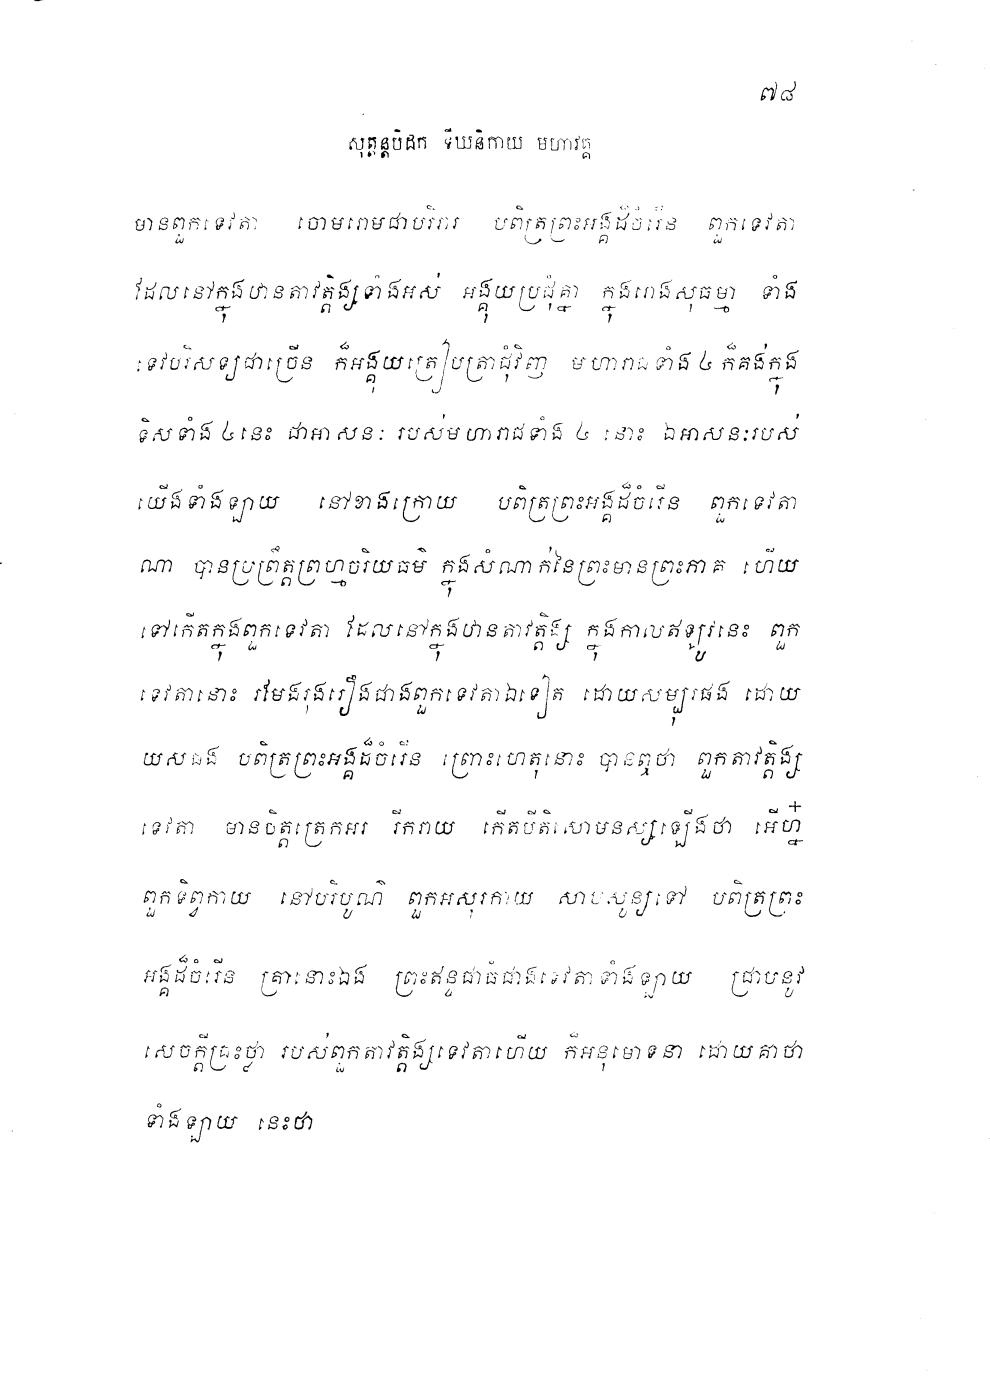 ៧៨
សុត្តន្តបិដក ទីឃនិកាយ មហាវគ្គ
មានពួកទេវតា ចោមរោមជាបរិវារ បពិត្រព្រះអង្គដ៏ចំរើន ពួកទេវតា
ដែលនៅក្នុងឋានតាវត្តិង្សទាំងអស់ អង្គុយប្រជុំគ្នា ក្នុងរោងសុធម្មា ទាំង
ទេវបរិសទ្យជាច្រើន ក៏អង្គុយត្រៀបត្រាជុំវិញ មហារាជទាំង ៤ ក៏គង់ក្នុង
ទិសទាំង ៤ នេះ ជាអាសនៈ របស់មហារាជទាំង ៤ នោះ ឯអាសនៈរបស់
យើងទាំងឡាយ នៅខាងក្រោយ បពិត្រព្រះអង្គដ៏ចំរើន ពួកទេវតា
ណា បានប្រព្រឹត្តព្រហ្មចរិយធម៌ ក្នុងសំណាក់នៃព្រះមានព្រះភាគ ហើយ
ទៅកើតក្នុងពួកទេវតា ដែលនៅក្នុងឋានតាវត្តិង្ស ក្នុងកាលឥឡូវនេះ ពួក
ទេវតានោះ រមែងរុងរឿងជាងពួកទេវតាឯទៀត ដោយសម្បុរផង ដោយ
យសផង បពិត្រព្រះអង្គដ៏ចំរើន ព្រោះហេតុនោះ បានឮថា ពួកតាវត្តិង្ស
ទេវតា មានចិត្តត្រេកអរ រីករាយ កើតបីតិសោមនស្សឡើងថា អើហ្ន៎
ពួកទិព្វកាយ នៅបរិបូណ៌ ពួកអសុរកាយ សាបសូន្យទៅ បពិត្រព្រះ
អង្គដ៏ចំរើន គ្រានោះឯង ព្រះឥន្ទជាធំជាងទេវតាទាំងឡាយ ជ្រាបនូវ
សេចក្តីជ្រះថ្លា របស់ពួកតាវត្តិង្សទេវតាហើយ ក៏អនុមោទនា ដោយគាថា
ទាំងឡាយ នេះថា